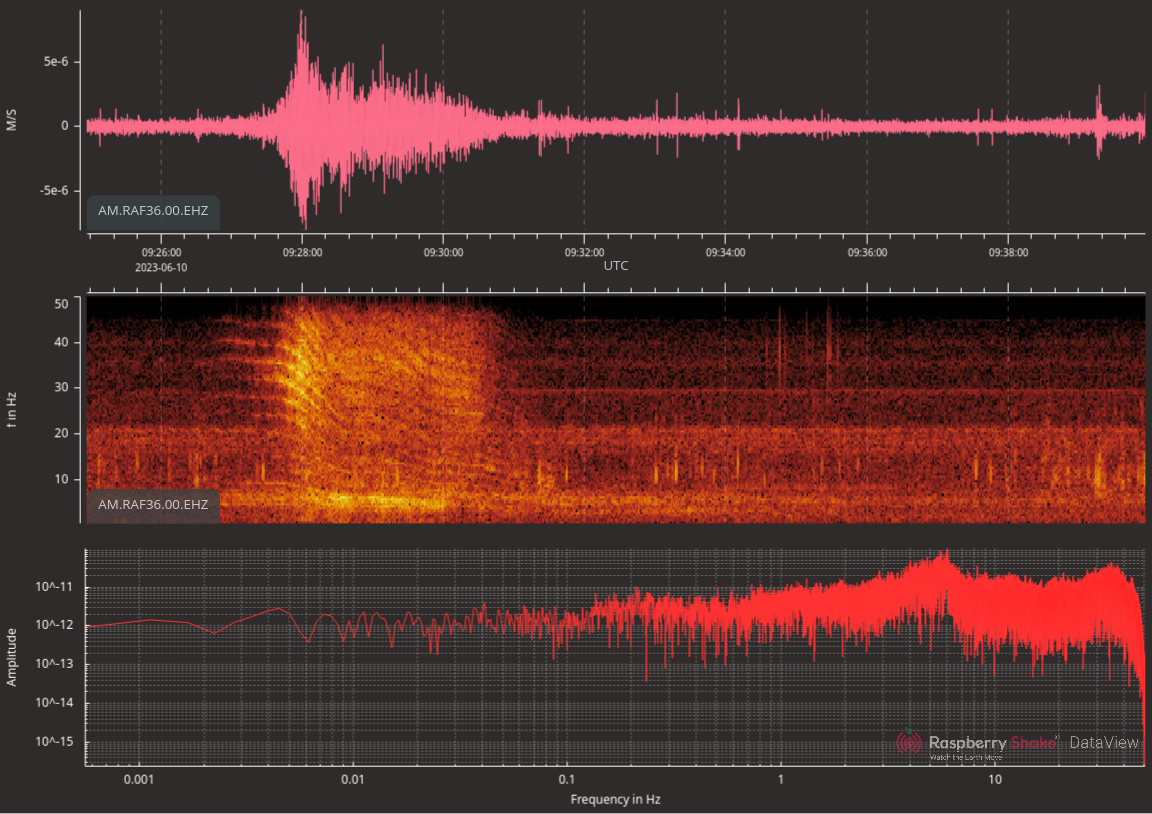 5e-6
M/S
0
-5e-6
AM.RAF36.00.EHZ
09:26:00 09:28:00 09:30:00 09:32:00 09:34:00 09:36:00 09:38:00
2023-06-10
UTC
50
40
30
f in Hz
20
10
AM.RAF36.00.EHZ
10^-11
10^-12
Amplitude
10^-13
10^-14
10^-15
Raspberry Shake DataView
Watch the Earth Move
0.001 0.01 0.1 1 10
Frequency in Hz